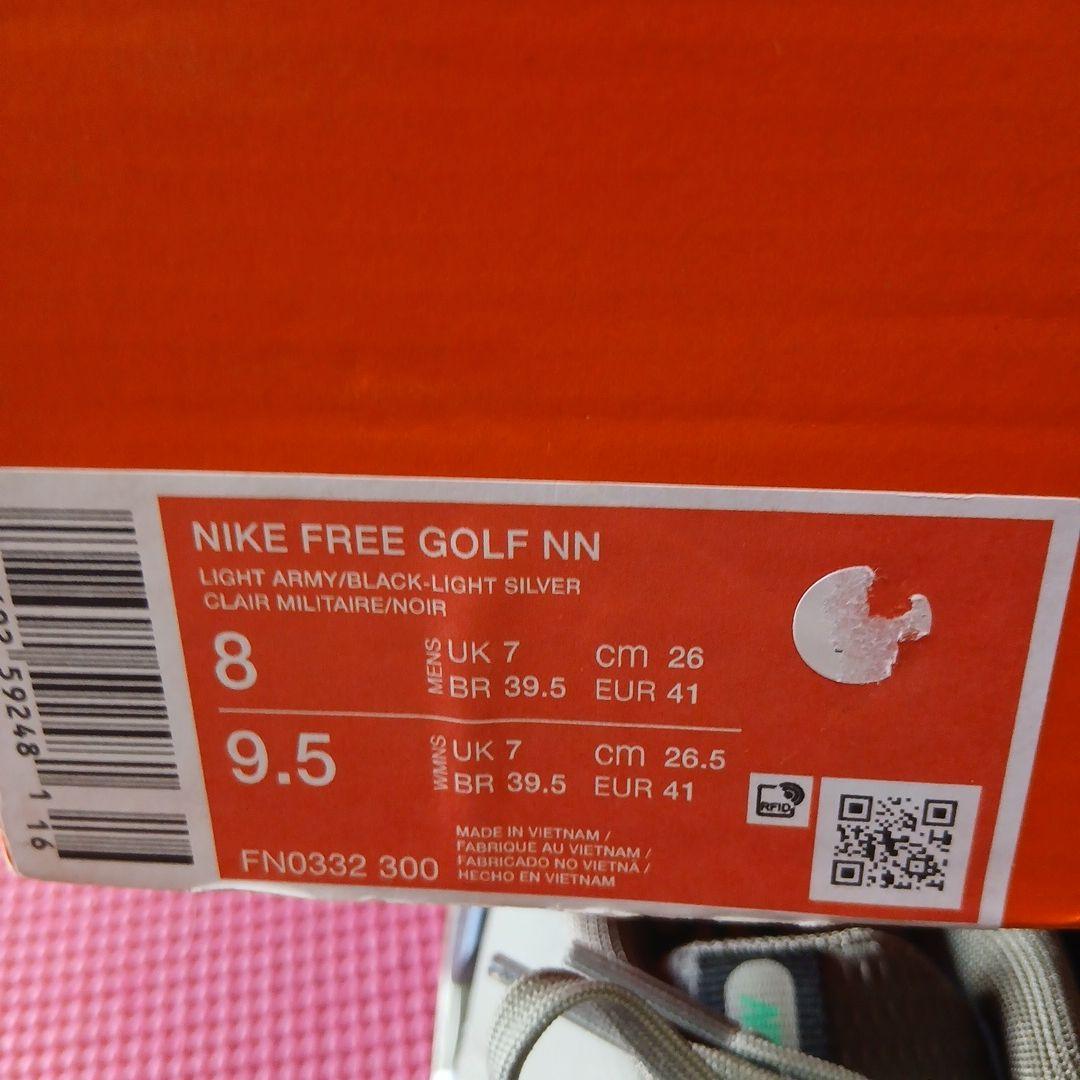 NIKE FREE GOLF NN
LIGHT ARMY/BLACK-LIGHT SILVER
CLAIR MILITAIRE/NOIR
8
MENS
UK 7
cm 26
BR 39.5
EUR 41
9.5
WMNS
UK 7
cm 26.5
BR 39.5
EUR 41
FN0332 300
MADE IN VIETNAM /
FABRIQUE AU VIETNAM /
FABRICADO NO VIETNÃ /
HECHO EN VIETNAM
RFID
59248 1 16
N